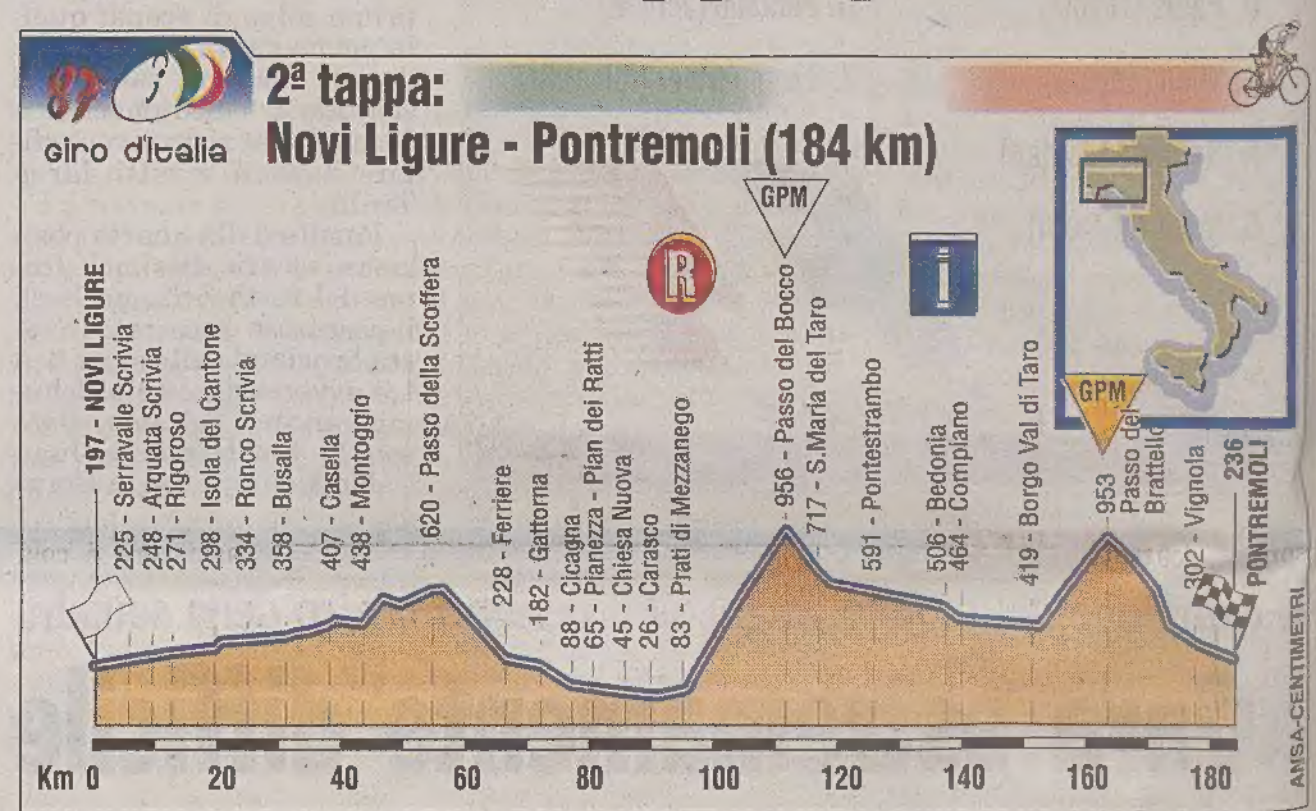 87
giro d'Italia
2ª tappa:
Novi Ligure - Pontremoli (184 km)
GPM
R
i
GPM
197 - NOVI LIGURE
225 - Serravalle Scrivia
248 - Arquata Scrivia
271 - Rigoroso
298 - Isola del Cantone
334 - Ronco Scrivia
358 - Busalla
407 - Casella
438 - Montoggio
620 - Passo della Scoffera
228 - Ferriere
182 - Gattorna
88 - Cicagna
65 - Pianezza - Pian dei Ratti
45 - Chiesa Nuova
26 - Carasco
83 - Prati di Mezzanego
956 - Passo del Bocco
717 - S.Maria del Taro
591 - Pontestrambo
506 - Bedonia
464 - Compiano
419 - Borgo Val di Taro
953
Passo del
Brattello
302 - Vignola
236
PONTREMOLI
Km 0 20 40 60 80 100 120 140 160 180
ANSA-CENTIMETRI